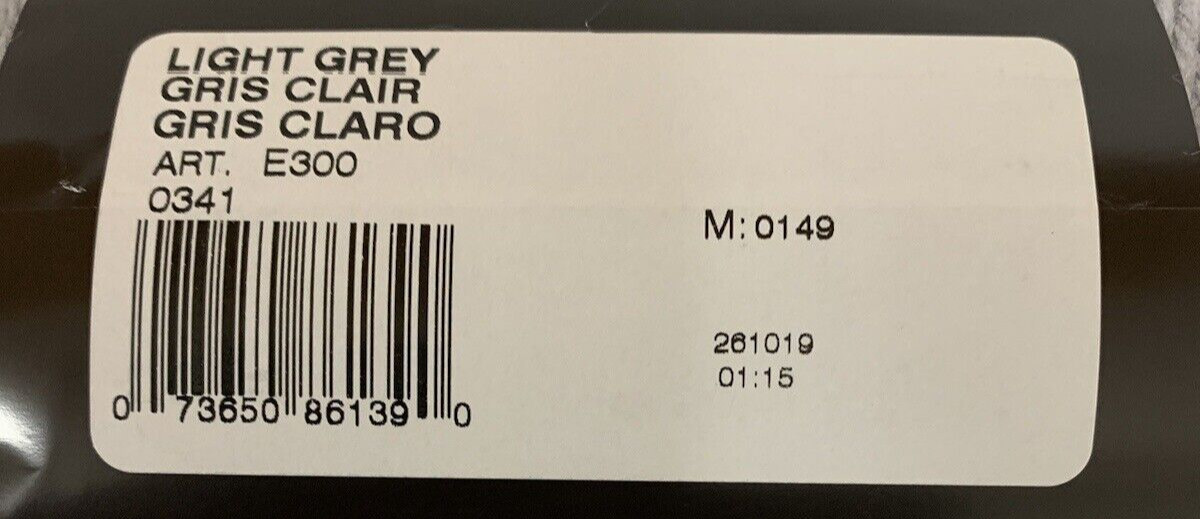 LIGHT GREY
GRIS CLAIR
GRIS CLARO
ART. E300
0341
0 73650 86139 0
M: 0149
261019
01:15